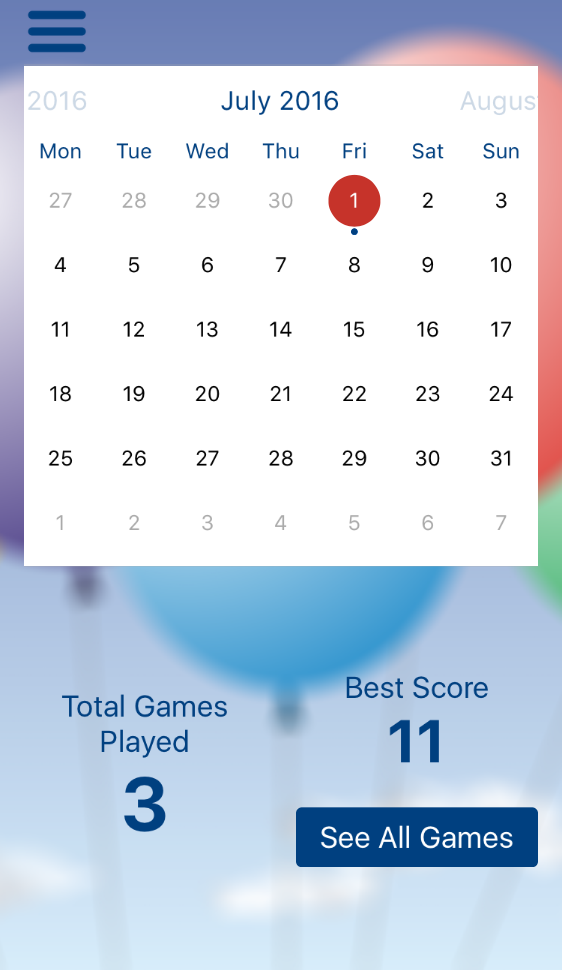 2016 July 2016 Augus
Mon Tue Wed Thu Fri Sat Sun
27 28 29 30 1 2 3
4 5 6 7 8 9 10
11 12 13 14 15 16 17
18 19 20 21 22 23 24
25 26 27 28 29 30 31
1 2 3 4 5 6 7
Total Games
Played
3
Best Score
11
See All Games